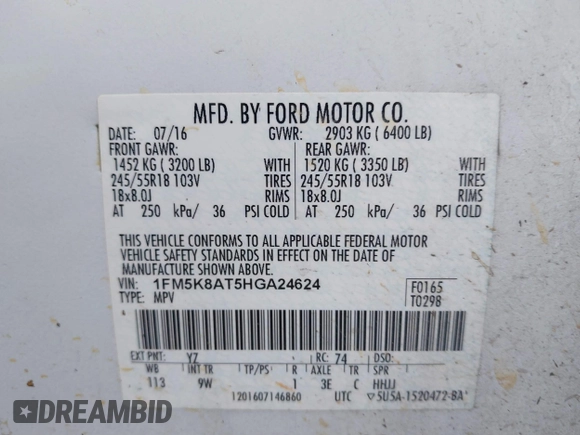 MFD. BY FORD MOTOR CO.
DATE: 07/16 GVWR: 2903 KG ( 6400 LB)
FRONT GAWR: REAR GAWR:
1452 KG ( 3200 LB) WITH 1520 KG ( 3350 LB) WITH
245/55R18 103V TIRES 245/55R18 103V TIRES
18x8.0J RIMS 18x8.0J RIMS
AT 250 kPa/ 36 PSI COLD AT 250 kPa/ 36 PSI COLD
THIS VEHICLE CONFORMS TO ALL APPLICABLE FEDERAL MOTOR
VEHICLE SAFETY STANDARDS IN EFFECT ON THE DATE OF
MANUFACTURE SHOWN ABOVE.
VIN: 1FM5K8AT5HGA24624 F0165
TYPE: MPV T0298
EXT PNT: YZ RC: 74 DSO:
WB INT TR TP/PS R AXLE TR SPR
113 9W 1 3E C HHJJ
1201607146860 UTC 5U5A-1520472-BA
DREAMBID